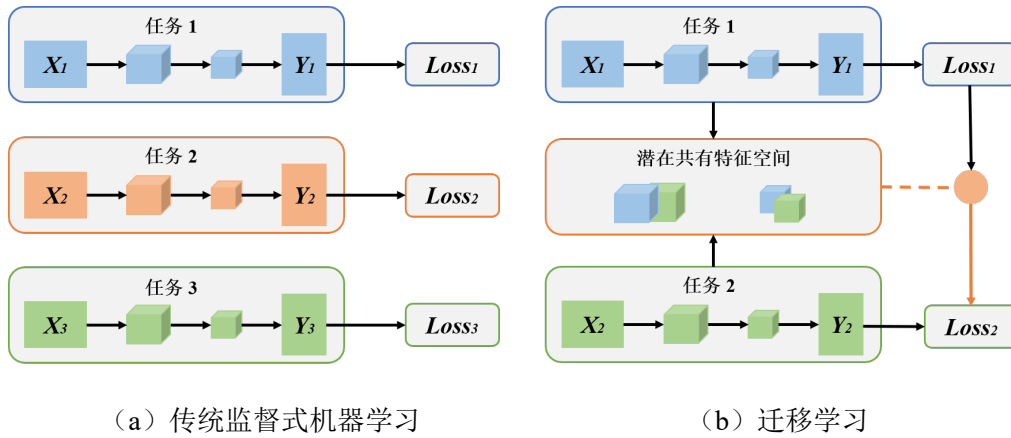 任务 1
X1
Y1
Loss1
任务 2
X2
Y2
Loss2
任务 3
X3
Y3
Loss3
（a）传统监督式机器学习
任务 1
X1
Y1
Loss1
潜在共有特征空间
任务 2
X2
Y2
Loss2
（b）迁移学习